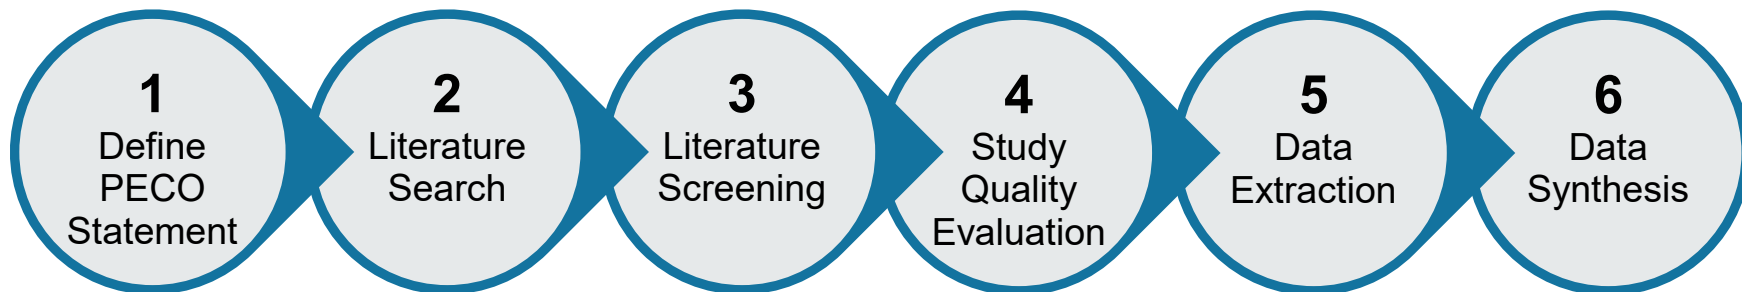 1
Define
PECO
Statement
2
Literature
Search
3
Literature
Screening
4
Study
Quality
Evaluation
5
Data
Extraction
6
Data
Synthesis